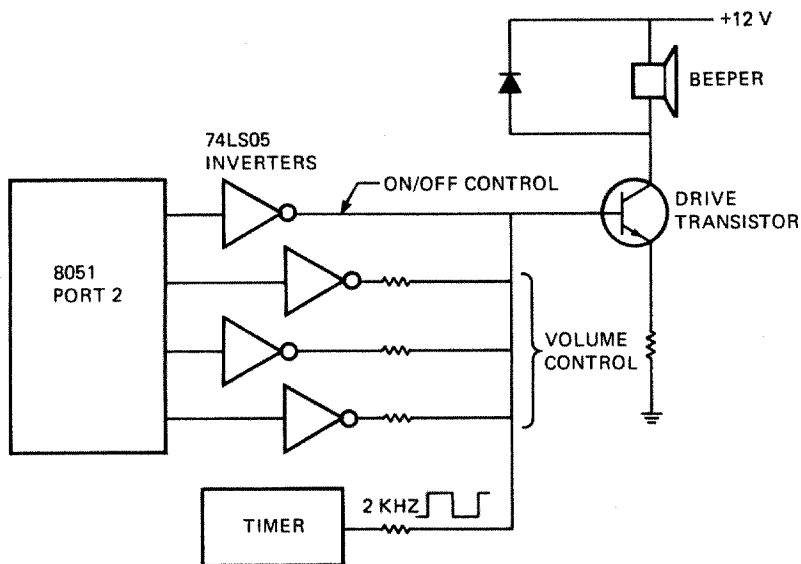 +12 V
BEEPER
74LS05
INVERTERS
ON/OFF CONTROL
DRIVE
TRANSISTOR
8051
PORT 2
VOLUME
CONTROL
2 KHZ
TIMER